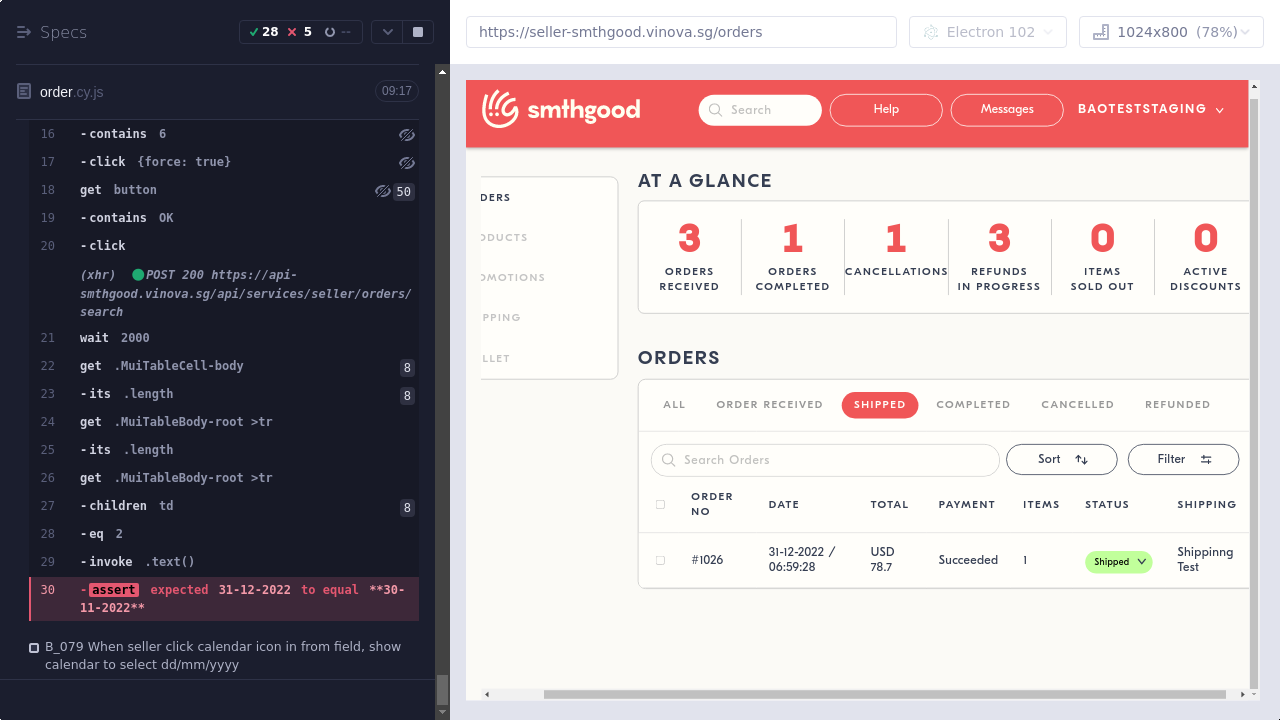 Specs
28
5
--
order.cy.js
09:17
16 - contains 6
17 - click {force: true}
18 get button 50
19 - contains OK
20 - click
(xhr) POST 200 https://api-
smthgood.vinova.sg/api/services/seller/orders/
search
21 wait 2000
22 get .MuiTableCell-body 8
23 - its .length 8
24 get .MuiTableBody-root >tr
25 - its .length
26 get .MuiTableBody-root >tr
27 - children td 8
28 - eq 2
29 - invoke .text()
30 - assert expected 31-12-2022 to equal **30-
11-2022**
B_079 When seller click calendar icon in from field, show
calendar to select dd/mm/yyyy
https://seller-smthgood.vinova.sg/orders
Electron 102
1024x800 (78%)
smthgood
Search
Help
Messages
BAOTESTSTAGING
DERS
ODUCTS
OMOTIONS
PPING
LLET
AT A GLANCE
3 1 1 3 0 0
ORDERS ORDERS CANCELLATIONS REFUNDS ITEMS ACTIVE
RECEIVED COMPLETED IN PROGRESS SOLD OUT DISCOUNTS
ORDERS
ALL ORDER RECEIVED SHIPPED COMPLETED CANCELLED REFUNDED
Search Orders Sort Filter
ORDER
NO DATE TOTAL PAYMENT ITEMS STATUS SHIPPING
#1026 31-12-2022 / USD Succeeded 1 Shipped Shippinng
06:59:28 78.7 Test